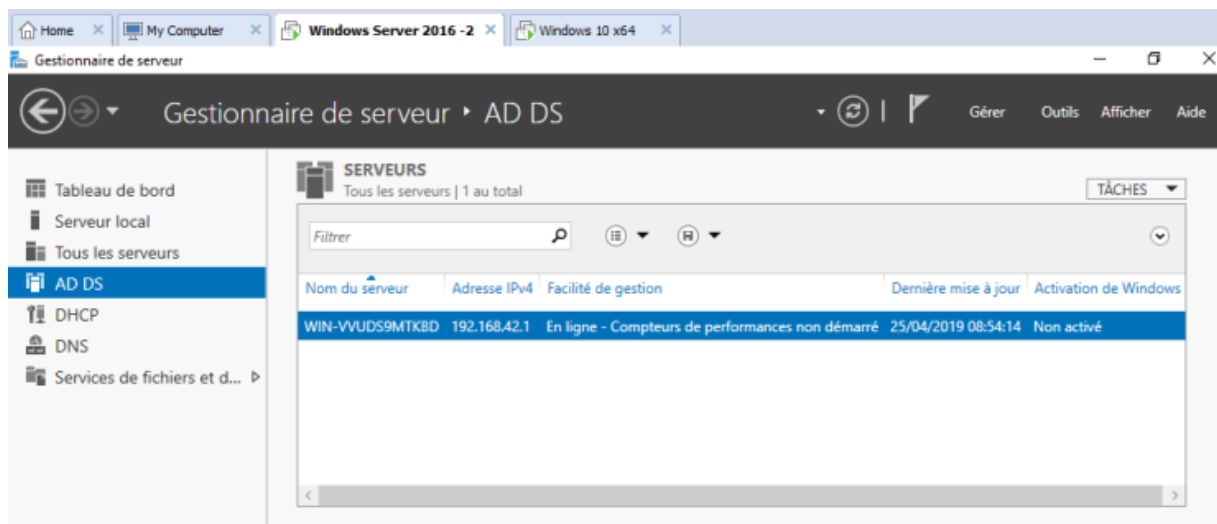 Home × My Computer × Windows Server 2016 -2 × Windows 10 x64 ×
Gestionnaire de serveur
Gestionnaire de serveur ‣ AD DS Gérer Outils Afficher Aide
Tableau de bord
Serveur local
Tous les serveurs
AD DS
DHCP
DNS
Services de fichiers et d...
SERVEURS
Tous les serveurs | 1 au total
TÂCHES
Filtrer
Nom du serveur Adresse IPv4 Facilité de gestion Dernière mise à jour Activation de Windows
WIN-VVUDS9MTKBD 192.168.42.1 En ligne - Compteurs de performances non démarré 25/04/2019 08:54:14 Non activé